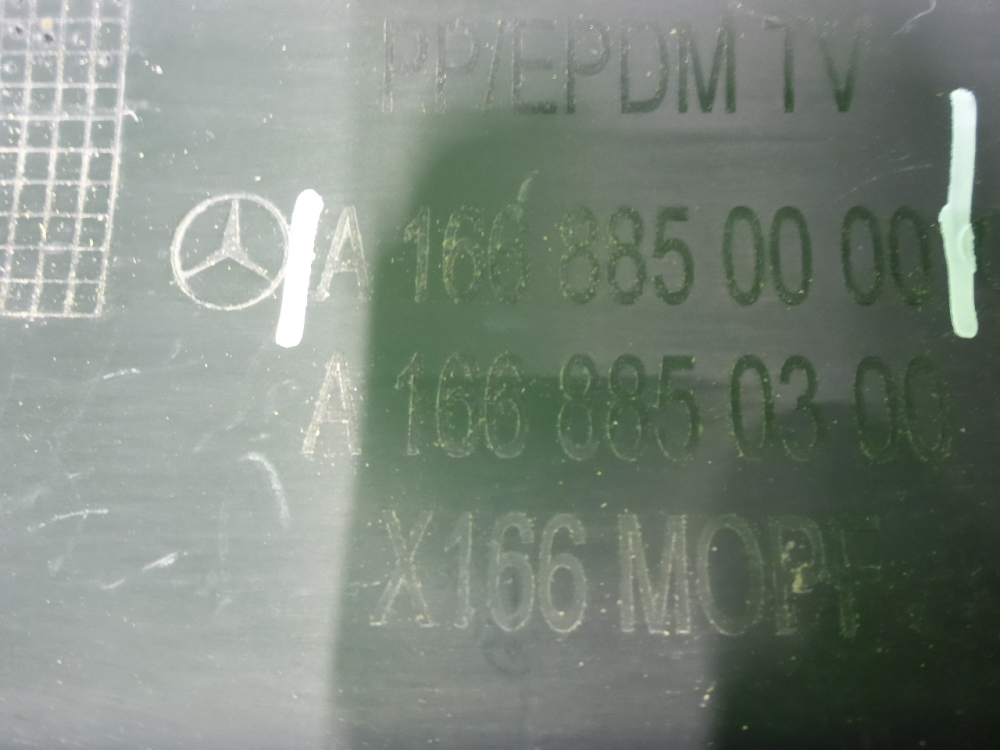 PP/EPDM TV
A 166 885 00 00
A 166 885 03 00
X166 MOPF